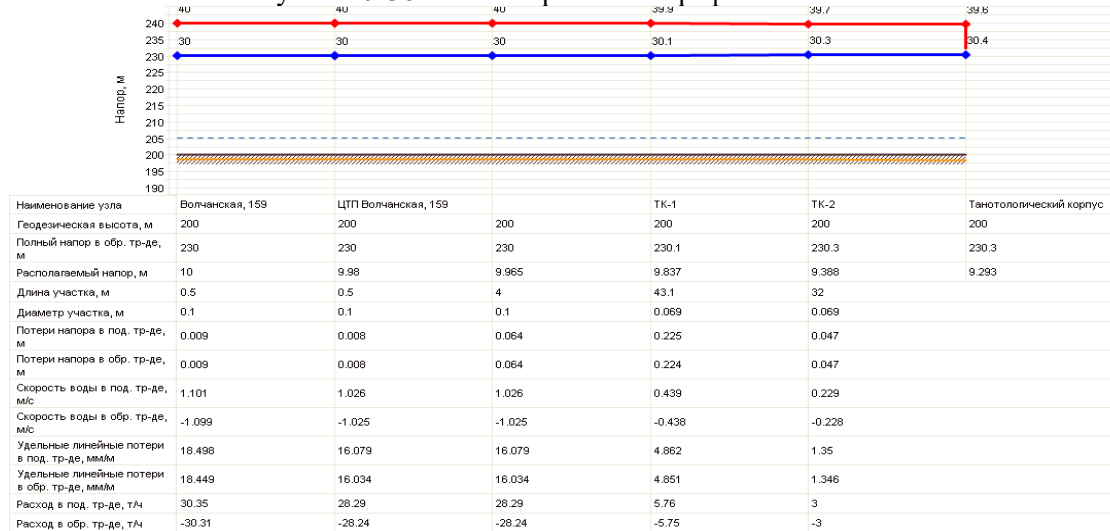 40 40 40 39.9 39.7 39.6
240
235 30 30 30 30.1 30.3 30.4
230
225
220
215
210
205
200
195
190
Напор, м
Наименование узла Волчанская, 159 ЦТП Волчанская, 159 ТК-1 ТК-2 Танотологический корпус
Геодезическая высота, м 200 200 200 200 200 200
Полный напор в обр. тр-де, м 230 230 230 230.1 230.3 230.3
Располагаемый напор, м 10 9.98 9.965 9.837 9.388 9.293
Длина участка, м 0.5 0.5 4 43.1 32
Диаметр участка, м 0.1 0.1 0.1 0.069 0.069
Потери напора в под. тр-де, м 0.009 0.008 0.064 0.225 0.047
Потери напора в обр. тр-де, м 0.009 0.008 0.064 0.224 0.047
Скорость воды в под. тр-де, м/с 1.101 1.026 1.026 0.439 0.229
Скорость воды в обр. тр-де, м/с -1.099 -1.025 -1.025 -0.438 -0.228
Удельные линейные потери в под. тр-де, мм/м 18.498 16.079 16.079 4.862 1.35
Удельные линейные потери в обр. тр-де, мм/м 18.449 16.034 16.034 4.851 1.346
Расход в под. тр-де, т/ч 30.35 28.29 28.29 5.76 3
Расход в обр. тр-де, т/ч -30.31 -28.24 -28.24 -5.75 -3